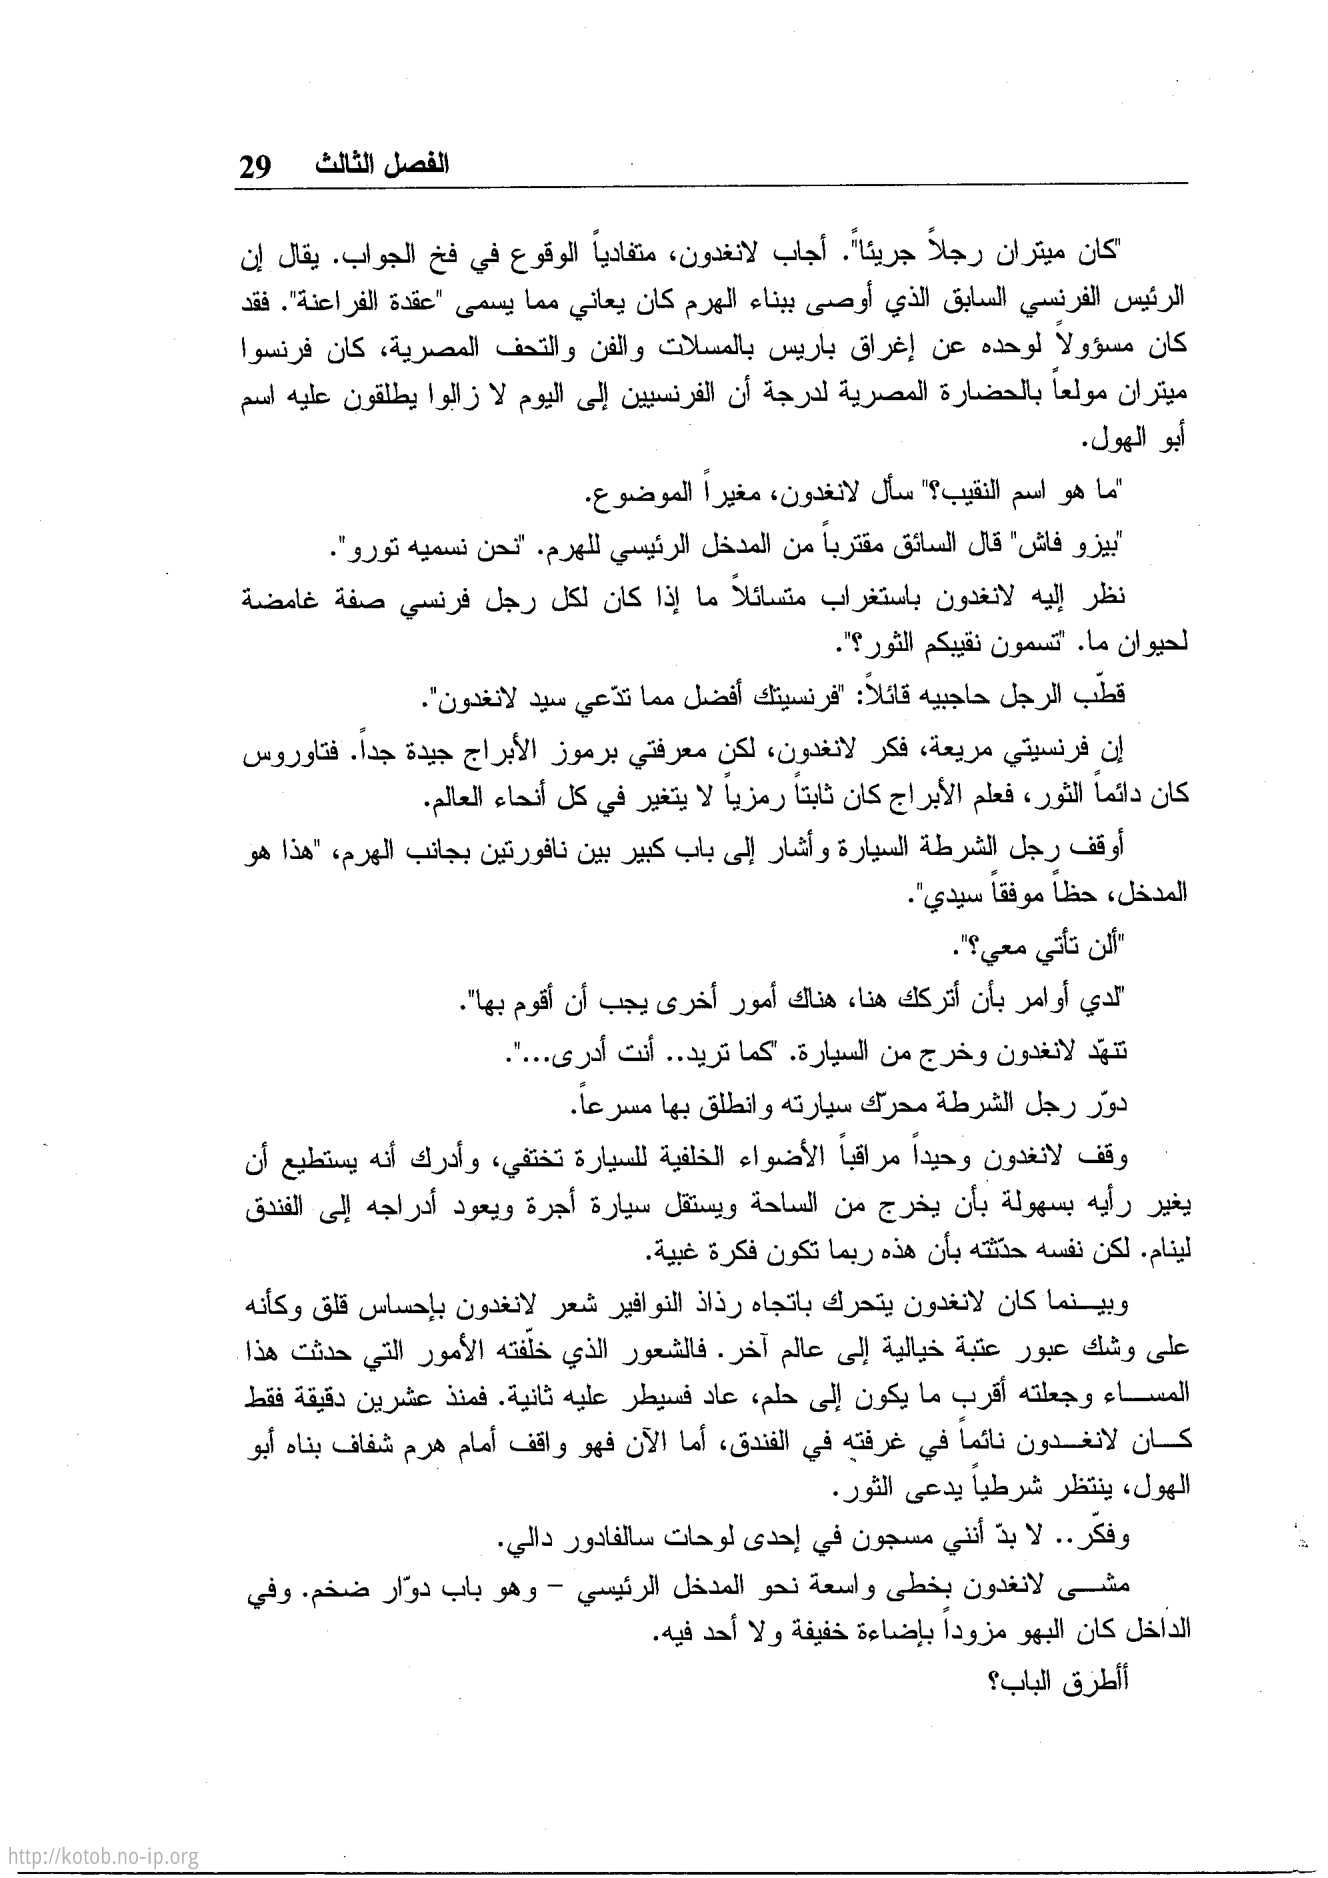 الفصل الثالث 29
"كان ميتران رجلاً جريئاً". أجاب لانغدون، متفادياً الوقوع في فخ الجواب. يقال إن
الرئيس الفرنسي السابق الذي أوصى ببناء الهرم كان يعاني مما يسمى "عقدة الفراعنة". فقد
كان مسؤولاً لوحده عن إغراق باريس بالمسلات والفن والتحف المصرية، كان فرنسوا
ميتران مولعاً بالحضارة المصرية لدرجة أن الفرنسيين إلى اليوم لا زالوا يطلقون عليه اسم
أبو الهول.
"ما هو اسم النقيب؟" سأل لانغدون، مغيراً الموضوع.
"بيزو فاش" قال السائق مقترباً من المدخل الرئيسي للهرم. "نحن نسميه تورو".
نظر إليه لانغدون باستغراب متسائلاً ما إذا كان لكل رجل فرنسي صفة غامضة
لحيوان ما. "تسمون نقيبكم الثور؟".
قطّب الرجل حاجبيه قائلاً: "فرنسيتك أفضل مما تدّعي سيد لانغدون".
إن فرنسيتي مريعة، فكر لانغدون، لكن معرفتي برموز الأبراج جيدة جداً. فتاوروس
كان دائماً الثور، فعلم الأبراج كان ثابتاً رمزياً لا يتغير في كل أنحاء العالم.
أوقف رجل الشرطة السيارة وأشار إلى باب كبير بين نافورتين بجانب الهرم، "هذا هو
المدخل، حظاً موفقاً سيدي".
"ألن تأتي معي؟".
"لدي أوامر بأن أتركك هنا، هناك أمور أخرى يجب أن أقوم بها".
تنهّد لانغدون وخرج من السيارة. "كما تريد.. أنت أدرى...".
دوّر رجل الشرطة محرّك سيارته وانطلق بها مسرعاً.
وقف لانغدون وحيداً مراقباً الأضواء الخلفية للسيارة تختفي، وأدرك أنه يستطيع أن
يغير رأيه بسهولة بأن يخرج من الساحة ويستقل سيارة أجرة ويعود أدراجه إلى الفندق
لينام. لكن نفسه حدّثته بأن هذه ربما تكون فكرة غبية.
وبيـنما كان لانغدون يتحرك باتجاه رذاذ النوافير شعر لانغدون بإحساس قلق وكأنه
على وشك عبور عتبة خيالية إلى عالم آخر. فالشعور الذي خلّفته الأمور التي حدثت هذا
المســاء وجعلته أقرب ما يكون إلى حلم، عاد فسيطر عليه ثانية. فمنذ عشرين دقيقة فقط
كــان لانغــدون نائماً في غرفته في الفندق، أما الآن فهو واقف أمام هرم شفاف بناه أبو
الهول، ينتظر شرطياً يدعى الثور.
وفكّر.. لا بدّ أنني مسجون في إحدى لوحات سالفادور دالي.
مشــى لانغدون بخطى واسعة نحو المدخل الرئيسي – وهو باب دوّار ضخم. وفي
الداخل كان البهو مزوداً بإضاءة خفيفة ولا أحد فيه.
أأطرق الباب؟
http://kotob.no-ip.org